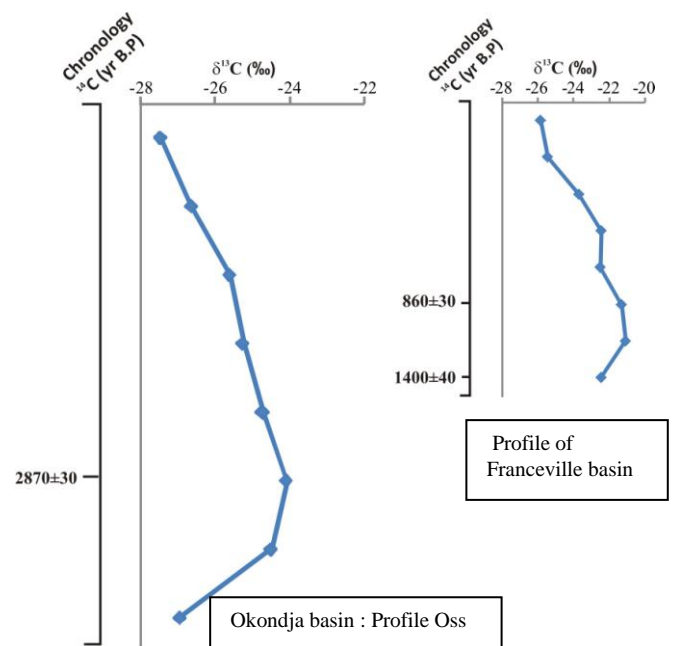 Chronology
¹⁴C (yr B.P)
δ¹³C (‰)
-28 -26 -24 -22
2870±30
Okondja basin : Profile Oss
Chronology
¹⁴C (yr B.P)
δ¹³C (‰)
-28 -26 -24 -22 -20
860±30
1400±40
Profile of
Franceville basin